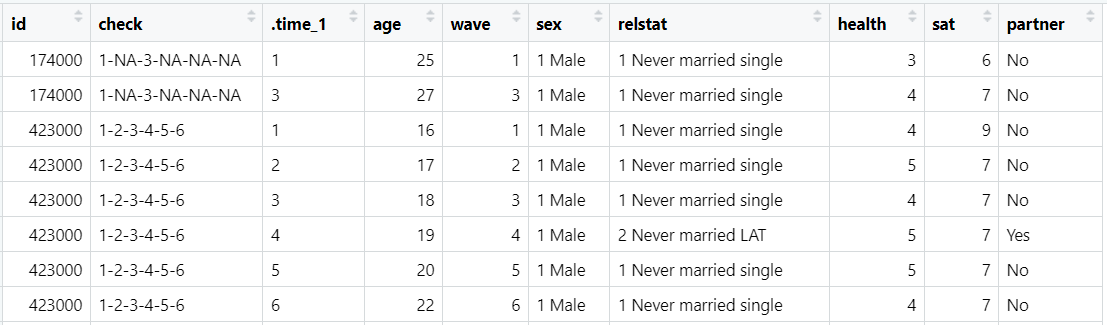 id check .time_1 age wave sex relstat health sat partner
174000 1-NA-3-NA-NA-NA 1 25 1 1 Male 1 Never married single 3 6 No
174000 1-NA-3-NA-NA-NA 3 27 3 1 Male 1 Never married single 4 7 No
423000 1-2-3-4-5-6 1 16 1 1 Male 1 Never married single 4 9 No
423000 1-2-3-4-5-6 2 17 2 1 Male 1 Never married single 5 7 No
423000 1-2-3-4-5-6 3 18 3 1 Male 1 Never married single 4 7 No
423000 1-2-3-4-5-6 4 19 4 1 Male 2 Never married LAT 5 7 Yes
423000 1-2-3-4-5-6 5 20 5 1 Male 1 Never married single 5 7 No
423000 1-2-3-4-5-6 6 22 6 1 Male 1 Never married single 4 7 No